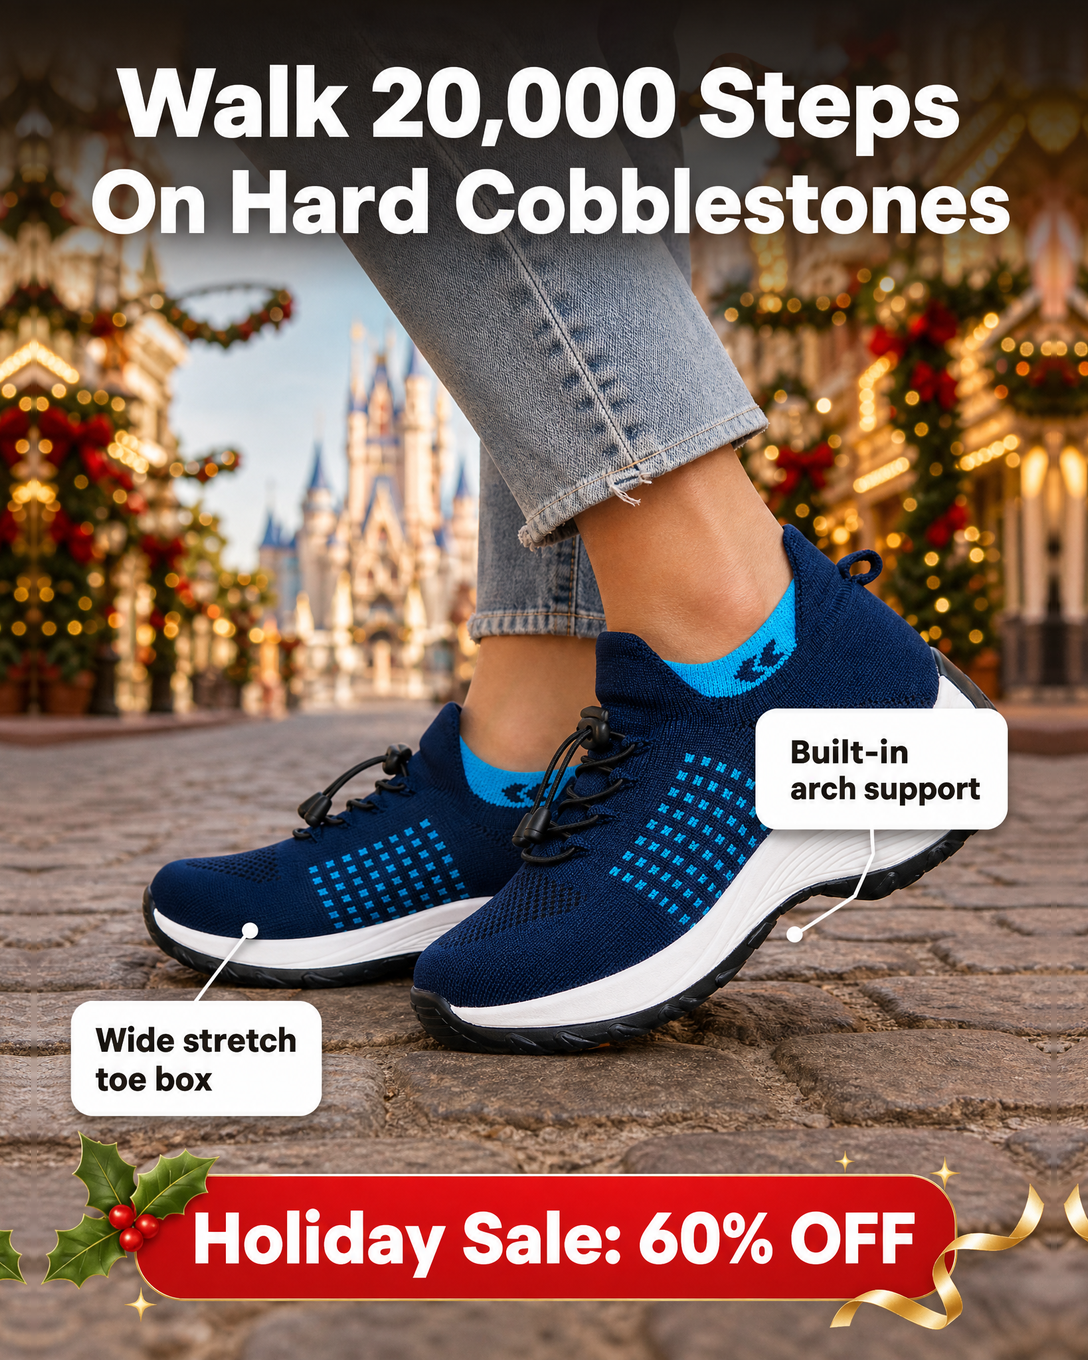 Walk 20,000 Steps
On Hard Cobblestones
Built-in
arch support
Wide stretch
toe box
Holiday Sale: 60% OFF